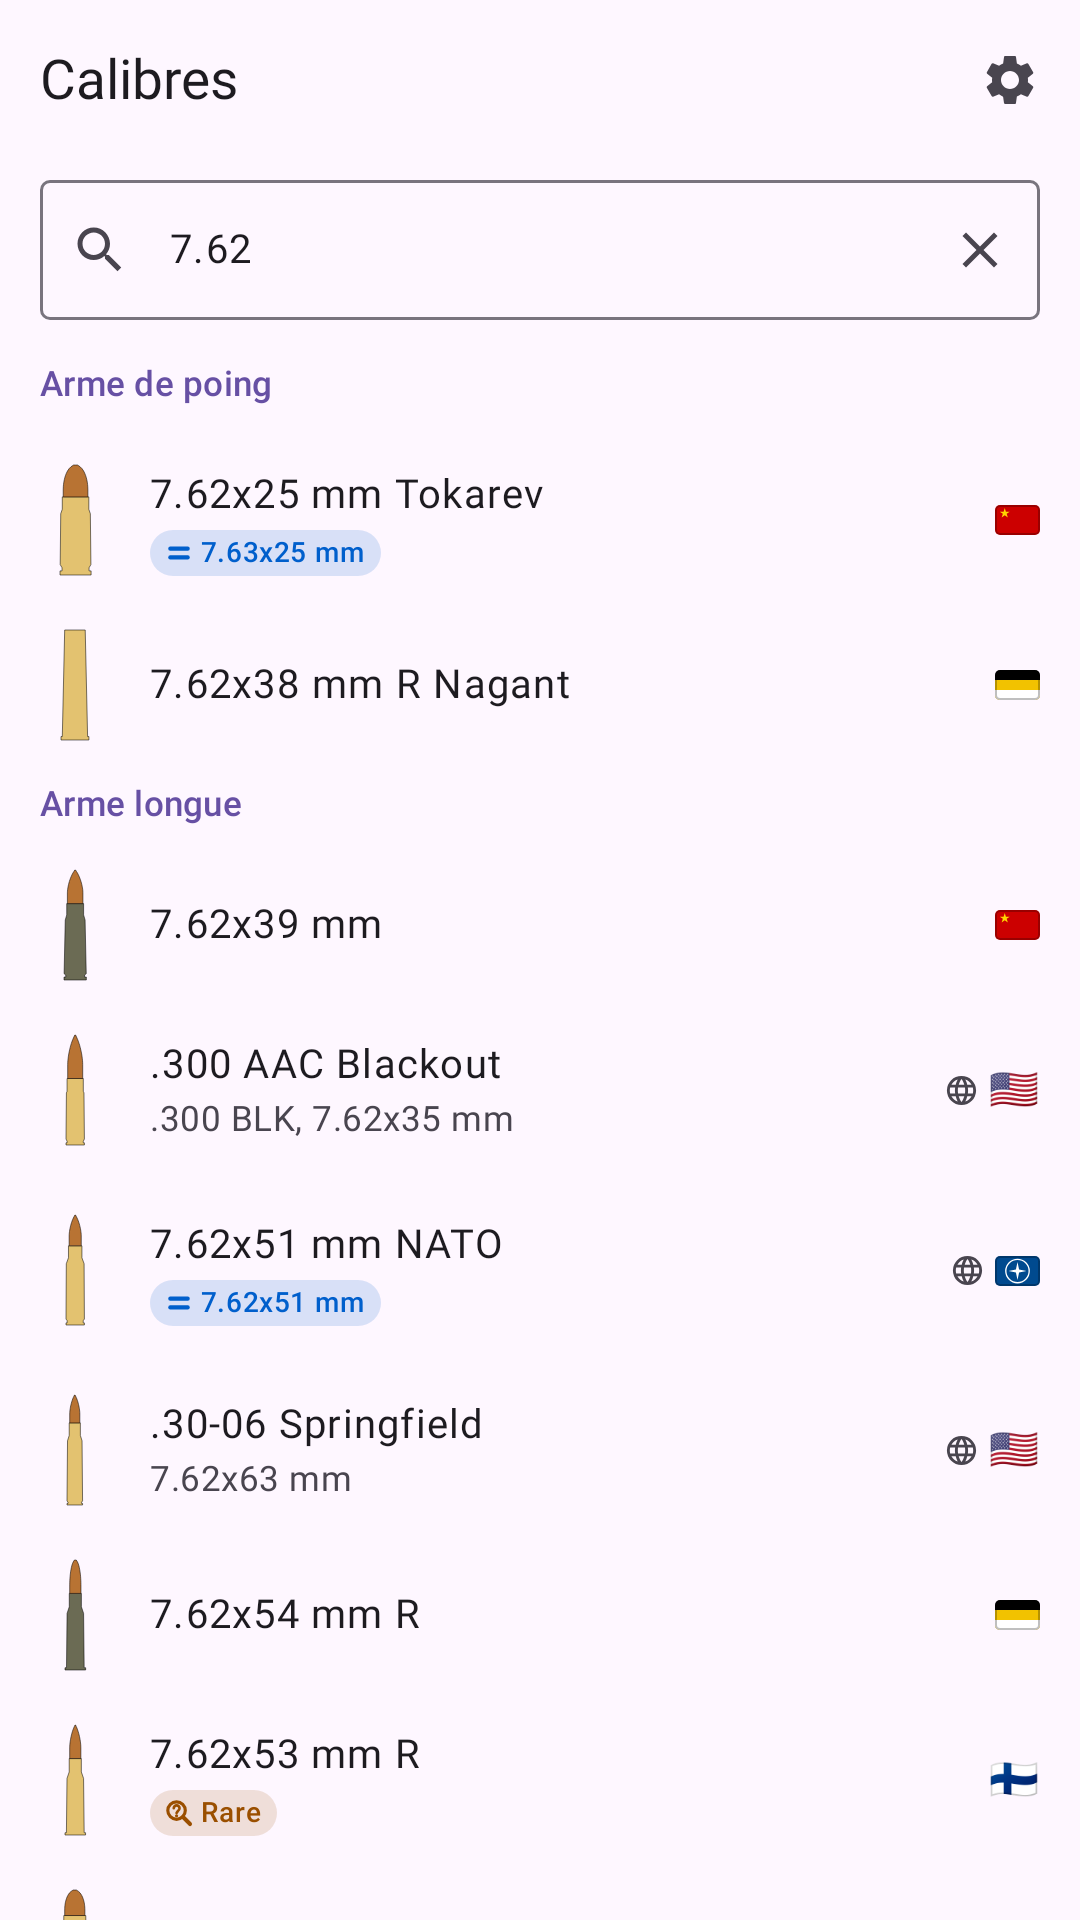 Calibres
7.62
Arme de poing
7.62x25 mm Tokarev
= 7.63x25 mm
7.62x38 mm R Nagant
Arme longue
7.62x39 mm
.300 AAC Blackout
.300 BLK, 7.62x35 mm
7.62x51 mm NATO
= 7.62x51 mm
.30-06 Springfield
7.62x63 mm
7.62x54 mm R
7.62x53 mm R
Rare